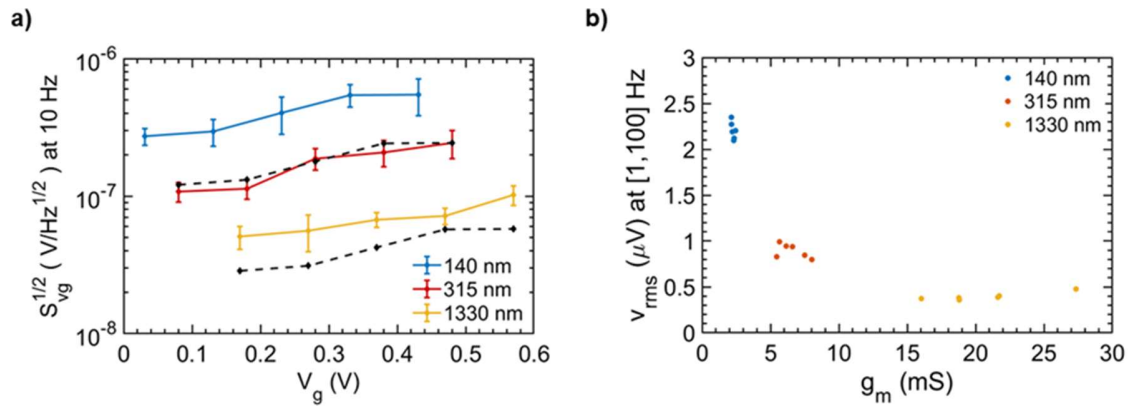 a)
S_vg^1/2 ( V/Hz^1/2 ) at 10 Hz
10^-6
10^-7
10^-8
140 nm
315 nm
1330 nm
0 0.1 0.2 0.3 0.4 0.5 0.6
V_g (V)
b)
v_rms (μV) at [1,100] Hz
3
2.5
2
1.5
1
0.5
0
140 nm
315 nm
1330 nm
0 5 10 15 20 25 30
g_m (mS)